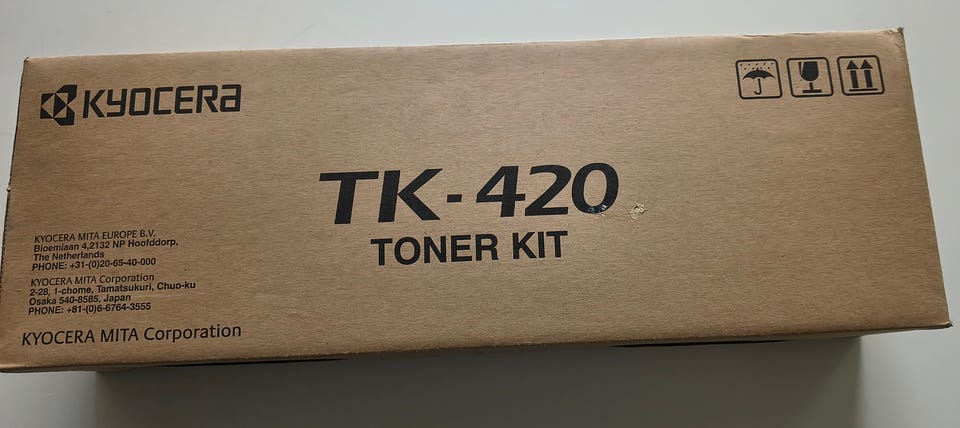 KYOCERA
TK-420
TONER KIT
KYOCERA MITA EUROPE B.V.
Bloemlaan 4,2132 NP Hoofddorp,
The Netherlands
PHONE: +31-(0)20-65-40-000
KYOCERA MITA Corporation
2-28, 1-chome, Tamatsukuri, Chuo-ku
Osaka 540-8585, Japan
PHONE: +81-(0)6-6764-3555
KYOCERA MITA Corporation